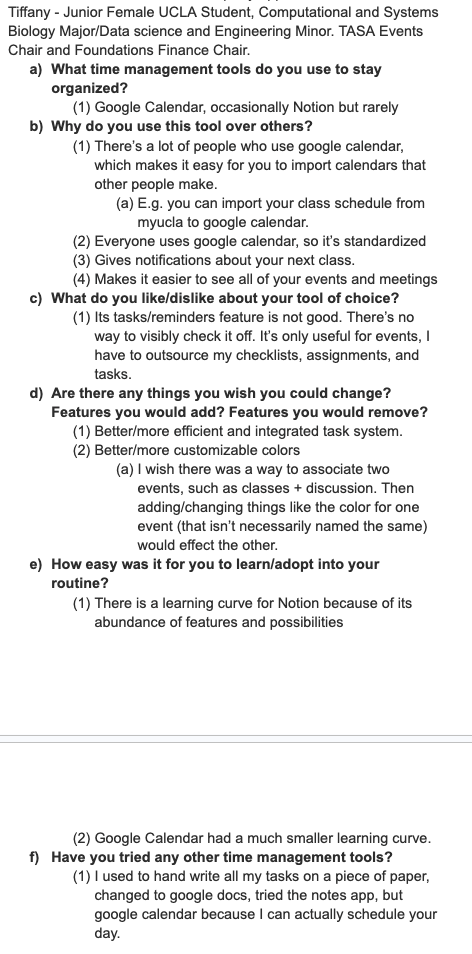 Tiffany - Junior Female UCLA Student, Computational and Systems
Biology Major/Data science and Engineering Minor. TASA Events
Chair and Foundations Finance Chair.
a) What time management tools do you use to stay
organized?
(1) Google Calendar, occasionally Notion but rarely
b) Why do you use this tool over others?
(1) There's a lot of people who use google calendar,
which makes it easy for you to import calendars that
other people make.
(a) E.g. you can import your class schedule from
myucla to google calendar.
(2) Everyone uses google calendar, so it's standardized
(3) Gives notifications about your next class.
(4) Makes it easier to see all of your events and meetings
c) What do you like/dislike about your tool of choice?
(1) Its tasks/reminders feature is not good. There's no
way to visibly check it off. It's only useful for events, I
have to outsource my checklists, assignments, and
tasks.
d) Are there any things you wish you could change?
Features you would add? Features you would remove?
(1) Better/more efficient and integrated task system.
(2) Better/more customizable colors
(a) I wish there was a way to associate two
events, such as classes + discussion. Then
adding/changing things like the color for one
event (that isn't necessarily named the same)
would effect the other.
e) How easy was it for you to learn/adopt into your
routine?
(1) There is a learning curve for Notion because of its
abundance of features and possibilities
(2) Google Calendar had a much smaller learning curve.
f) Have you tried any other time management tools?
(1) I used to hand write all my tasks on a piece of paper,
changed to google docs, tried the notes app, but
google calendar because I can actually schedule your
day.